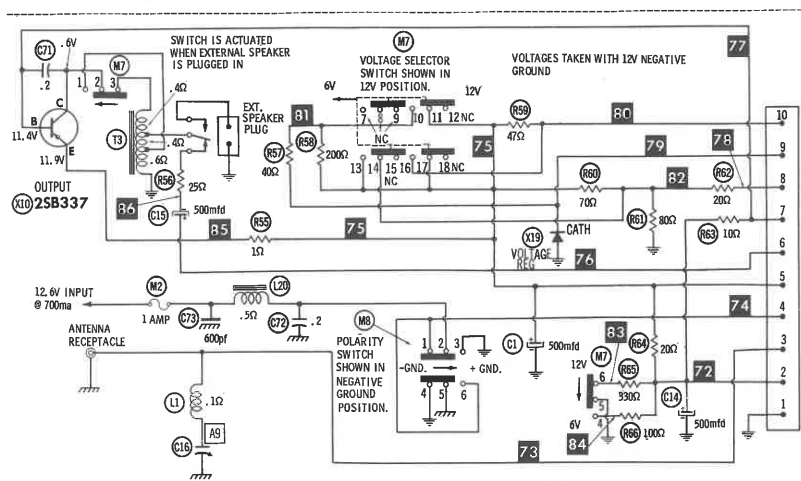 C71
.6V
SWITCH IS ACTUATED
WHEN EXTERNAL SPEAKER
IS PLUGGED IN
M7
VOLTAGE SELECTOR
SWITCH SHOWN IN
12V POSITION.
VOLTAGES TAKEN WITH 12V NEGATIVE
GROUND
77
.2
M7
1 2 3
C
B
11.4V
E
11.9V
T3
.4Ω
.4Ω
.6Ω
EXT.
SPEAKER
PLUG
6V
12V
7 8 9 10 11 12 NC
NC
81
R59
47Ω
80
10
79
9
R57
40Ω
R58
200Ω
75
78
13 14 15 16 17 18 NC
NC
R56
25Ω
OUTPUT
X10 2SB337
86
C15
500mfd
R60
70Ω
82
R62
20Ω
8
R61
80Ω
R63
10Ω
7
85
R55
1Ω
75
X19
CATH
VOLTAGE
REG
76
6
12.6V INPUT
@ 700ma
M2
1 AMP
C73
600pf
L20
.5Ω
C72
.2
5
74
4
ANTENNA
RECEPTACLE
M8
POLARITY
SWITCH
SHOWN IN
NEGATIVE
GROUND
POSITION.
1 2 3
-GND.
+ GND.
4 5 6
C1
500mfd
83
M7
R64
20Ω
3
12V
6
R65
330Ω
72
2
5
4
6V
84
R66
100Ω
C14
500mfd
1
L1
.1Ω
A9
C16
73